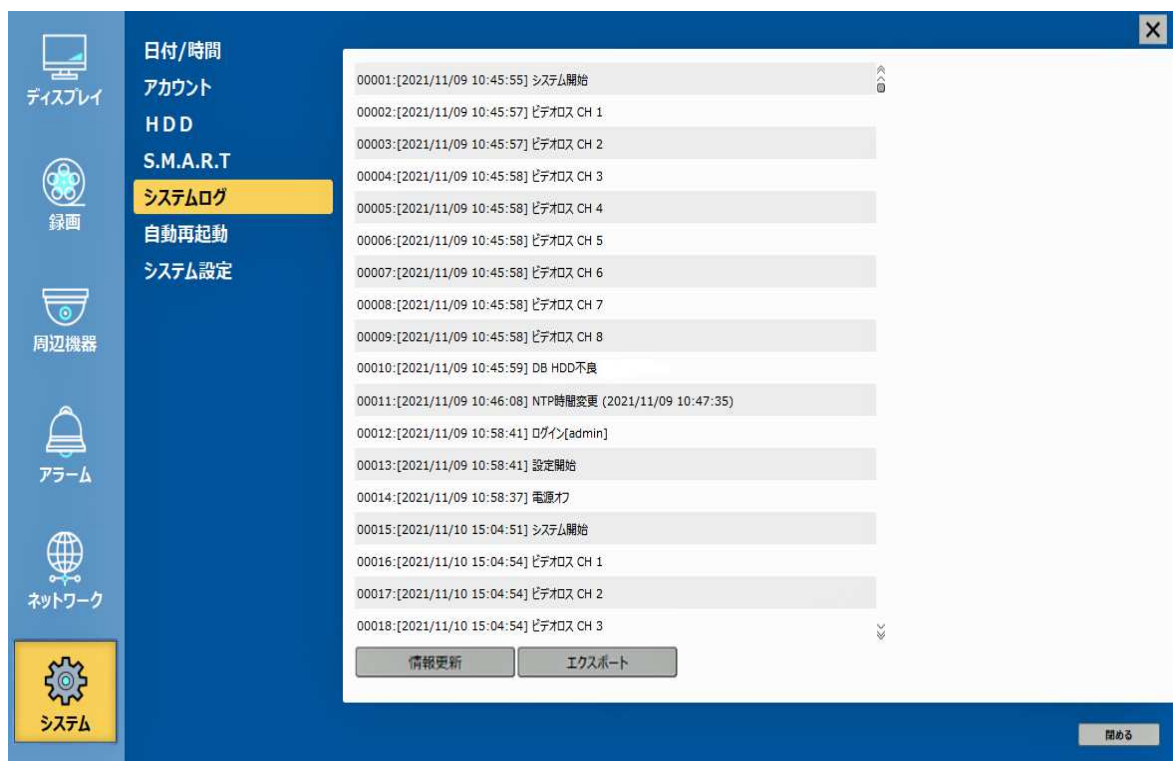 ディスプレイ
録画
周辺機器
アラーム
ネットワーク
システム
日付/時間
アカウント
HDD
S.M.A.R.T
システムログ
自動再起動
システム設定
00001:[2021/11/09 10:45:55] システム開始
00002:[2021/11/09 10:45:57] ビデオロス CH 1
00003:[2021/11/09 10:45:57] ビデオロス CH 2
00004:[2021/11/09 10:45:58] ビデオロス CH 3
00005:[2021/11/09 10:45:58] ビデオロス CH 4
00006:[2021/11/09 10:45:58] ビデオロス CH 5
00007:[2021/11/09 10:45:58] ビデオロス CH 6
00008:[2021/11/09 10:45:58] ビデオロス CH 7
00009:[2021/11/09 10:45:58] ビデオロス CH 8
00010:[2021/11/09 10:45:59] DB HDD不良
00011:[2021/11/09 10:46:08] NTP時間変更 (2021/11/09 10:47:35)
00012:[2021/11/09 10:58:41] ログイン[admin]
00013:[2021/11/09 10:58:41] 設定開始
00014:[2021/11/09 10:58:37] 電源オフ
00015:[2021/11/10 15:04:51] システム開始
00016:[2021/11/10 15:04:54] ビデオロス CH 1
00017:[2021/11/10 15:04:54] ビデオロス CH 2
00018:[2021/11/10 15:04:54] ビデオロス CH 3
情報更新
エクスポート
閉める